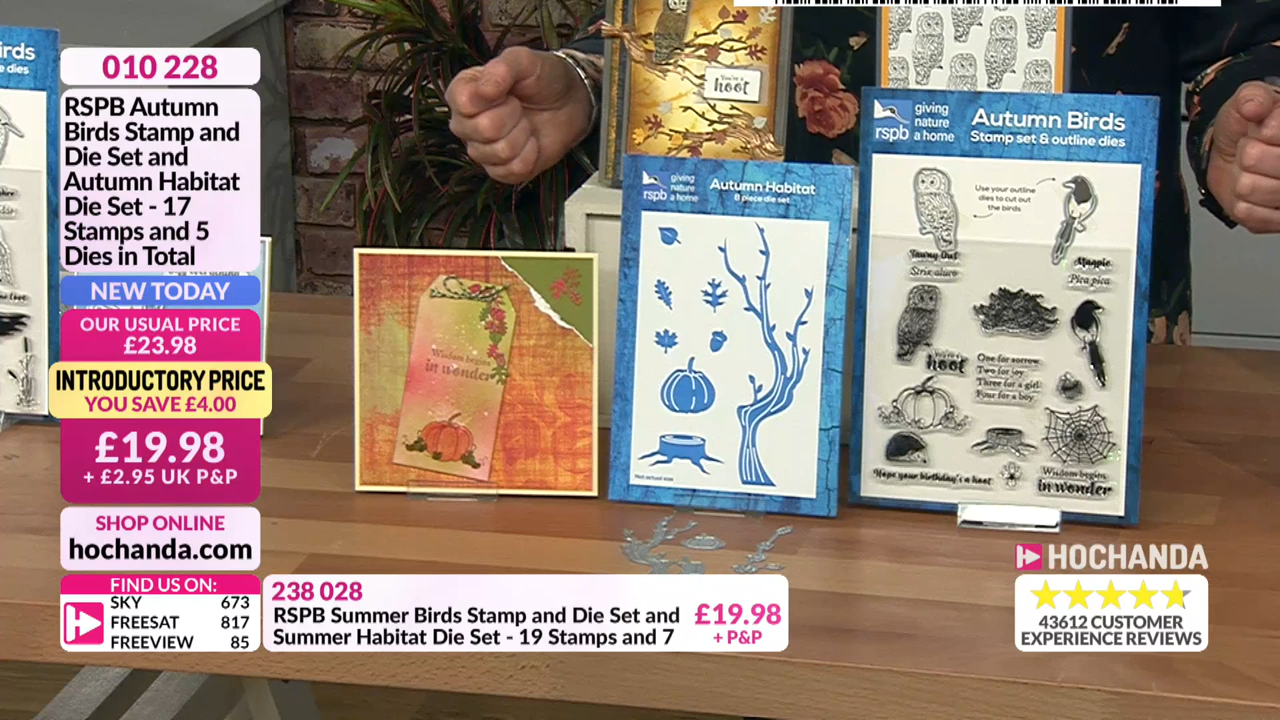 010 228
RSPB Autumn
Birds Stamp and
Die Set and
Autumn Habitat
Die Set - 17
Stamps and 5
Dies in Total
NEW TODAY
OUR USUAL PRICE
£23.98
INTRODUCTORY PRICE
YOU SAVE £4.00
£19.98
+ £2.95 UK P&P
SHOP ONLINE
hochanda.com
FIND US ON:
SKY 673
FREESAT 817
FREEVIEW 85
238 028
RSPB Summer Birds Stamp and Die Set and
Summer Habitat Die Set - 19 Stamps and 7
£19.98
+ P&P
HOCHANDA
43612 CUSTOMER
EXPERIENCE REVIEWS
You're a
hoot
Wisdom begins
in wonder
rspb
giving
nature
a home
Autumn Habitat
8 piece die set
Not actual size
rspb
giving
nature
a home
Autumn Birds
Stamp set & outline dies
Use your outline
dies to cut out
the birds
Tawny Owl
Strix aluco
Magpie
Pica pica
hoot
One for sorrow
Two for joy
Three for a girl
Four for a boy
Hope your birthday's a hoot
Wisdom begins
in wonder